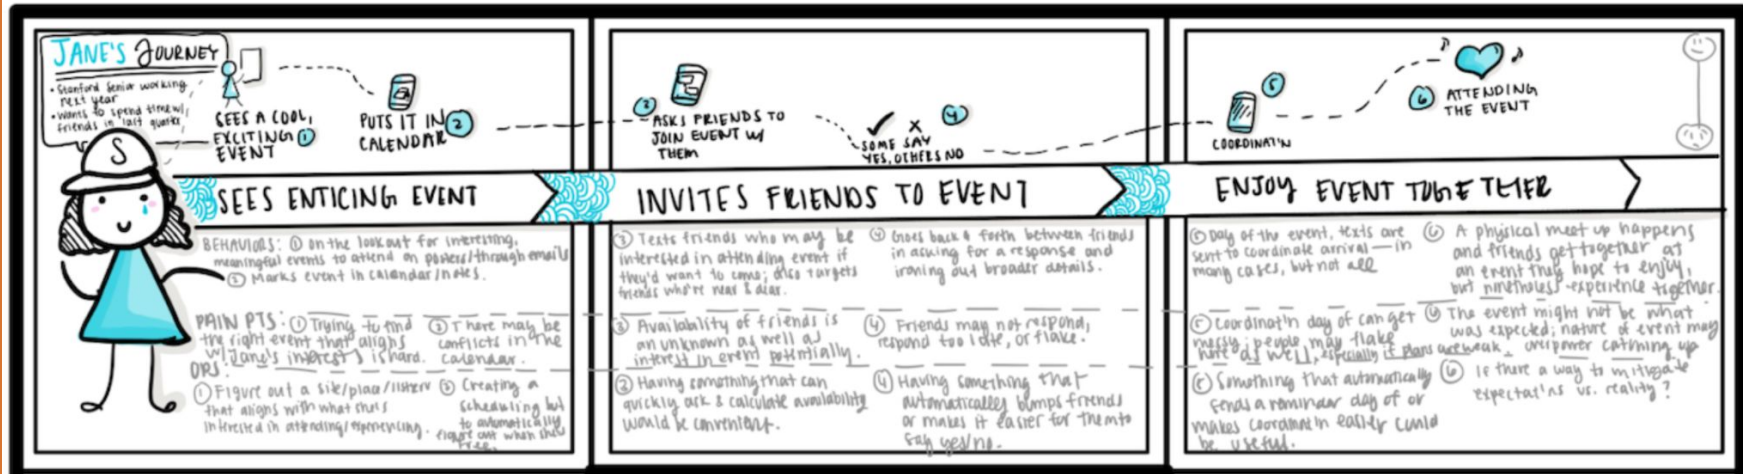 JANE'S JOURNEY
• Stanford Senior working
next year
• Wants to spend time w/
friends in last quarter
S
SEES A COOL,
EXCITING 1
EVENT
PUTS IT IN 2
CALENDAR
3 ASKS FRIENDS TO
JOIN EVENT W/
THEM
4
SOME SAY
YES, OTHERS NO
5
COORDINATI'N
6 ATTENDING
THE EVENT
SEES ENTICING EVENT
INVITES FRIENDS TO EVENT
ENJOY EVENT TOGETHER
BEHAVIORS: ① On the lookout for interesting,
meaningful events to attend on posters/through emails
② Marks event in calendar/notes.
③ Texts friends who may be
interested in attending event if
they'd want to come; also targets
friends who're near & dear.
④ Goes back & forth between friends
in asking for a response and
ironing out broader details.
⑤ Day of the event, texts are
sent to coordinate arrival — in
many cases, but not all
⑥ A physical meet up happens
and friends get together at
an event they hope to enjoy,
but nonetheless experience together.
PAIN PTS: ① Trying to find
the right event that aligns
w/ Jane's interests is hard.
② There may be
conflicts in the
calendar.
③ Availability of friends is
an unknown as well as
interest in event potentially.
④ Friends may not respond,
respond too late, or flake.
⑤ Coordinat'n day of can get
messy; people may flake
here as well, especially if plans are weak.
⑥ The event might not be what
was expected; nature of event may
overpower catching up
OPS:
① Figure out a site/place/listserv
that aligns with what she's
interested in attending/experiencing.
② Creating a
scheduling bot
to automatically
figure out when she's
free.
② Having something that can
quickly ask & calculate availability
would be convenient.
④ Having something that
automatically bumps friends
or makes it easier for them to
say yes/no.
⑤ Something that automatically
sends a reminder day of or
makes coordinat'n easier could
be useful.
⑥ Is there a way to mitigate
expectat'ns vs. reality?